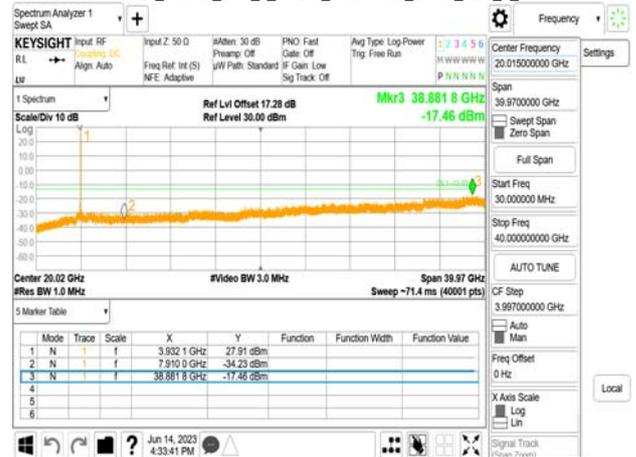 Spectrum Analyzer 1
Swept SA
+
Frequency
KEYSIGHT
RL
Input: RF
Coupling: DC
Align: Auto
Input Z: 50 Ω
Freq Ref: Int (S)
NFE: Adaptive
#Atten: 30 dB
Preamp: Off
µW Path: Standard
PNO: Fast
Gate: Off
IF Gain: Low
Sig Track: Off
Avg Type: Log-Power
Trig: Free Run
1 2 3 4 5 6
M W W W W W
P N N N N N
1 Spectrum
Scale/Div 10 dB
Ref Lvl Offset 17.28 dB
Ref Level 30.00 dBm
Mkr3 38.881 8 GHz
-17.46 dBm
Log
20.0
10.0
0.00
-10.0
-20.0
-30.0
-40.0
-50.0
-60.0
1
2
3
Center 20.02 GHz
#Res BW 1.0 MHz
#Video BW 3.0 MHz
Span 39.97 GHz
Sweep ~71.4 ms (40001 pts)
5 Marker Table
Mode Trace Scale X Y Function Function Width Function Value
1 N 1 f 3.932 1 GHz 27.91 dBm
2 N 1 f 7.910 0 GHz -34.23 dBm
3 N 1 f 38.881 8 GHz -17.46 dBm
4
5
6
?
Jun 14, 2023
4:33:41 PM
Center Frequency
20.015000000 GHz
Span
39.9700000 GHz
Swept Span
Zero Span
Full Span
Start Freq
30.000000 MHz
Stop Freq
40.000000000 GHz
AUTO TUNE
CF Step
3.997000000 GHz
Auto
Man
Freq Offset
0 Hz
X Axis Scale
Log
Lin
Signal Track
(Span Zoom)
Settings
Local